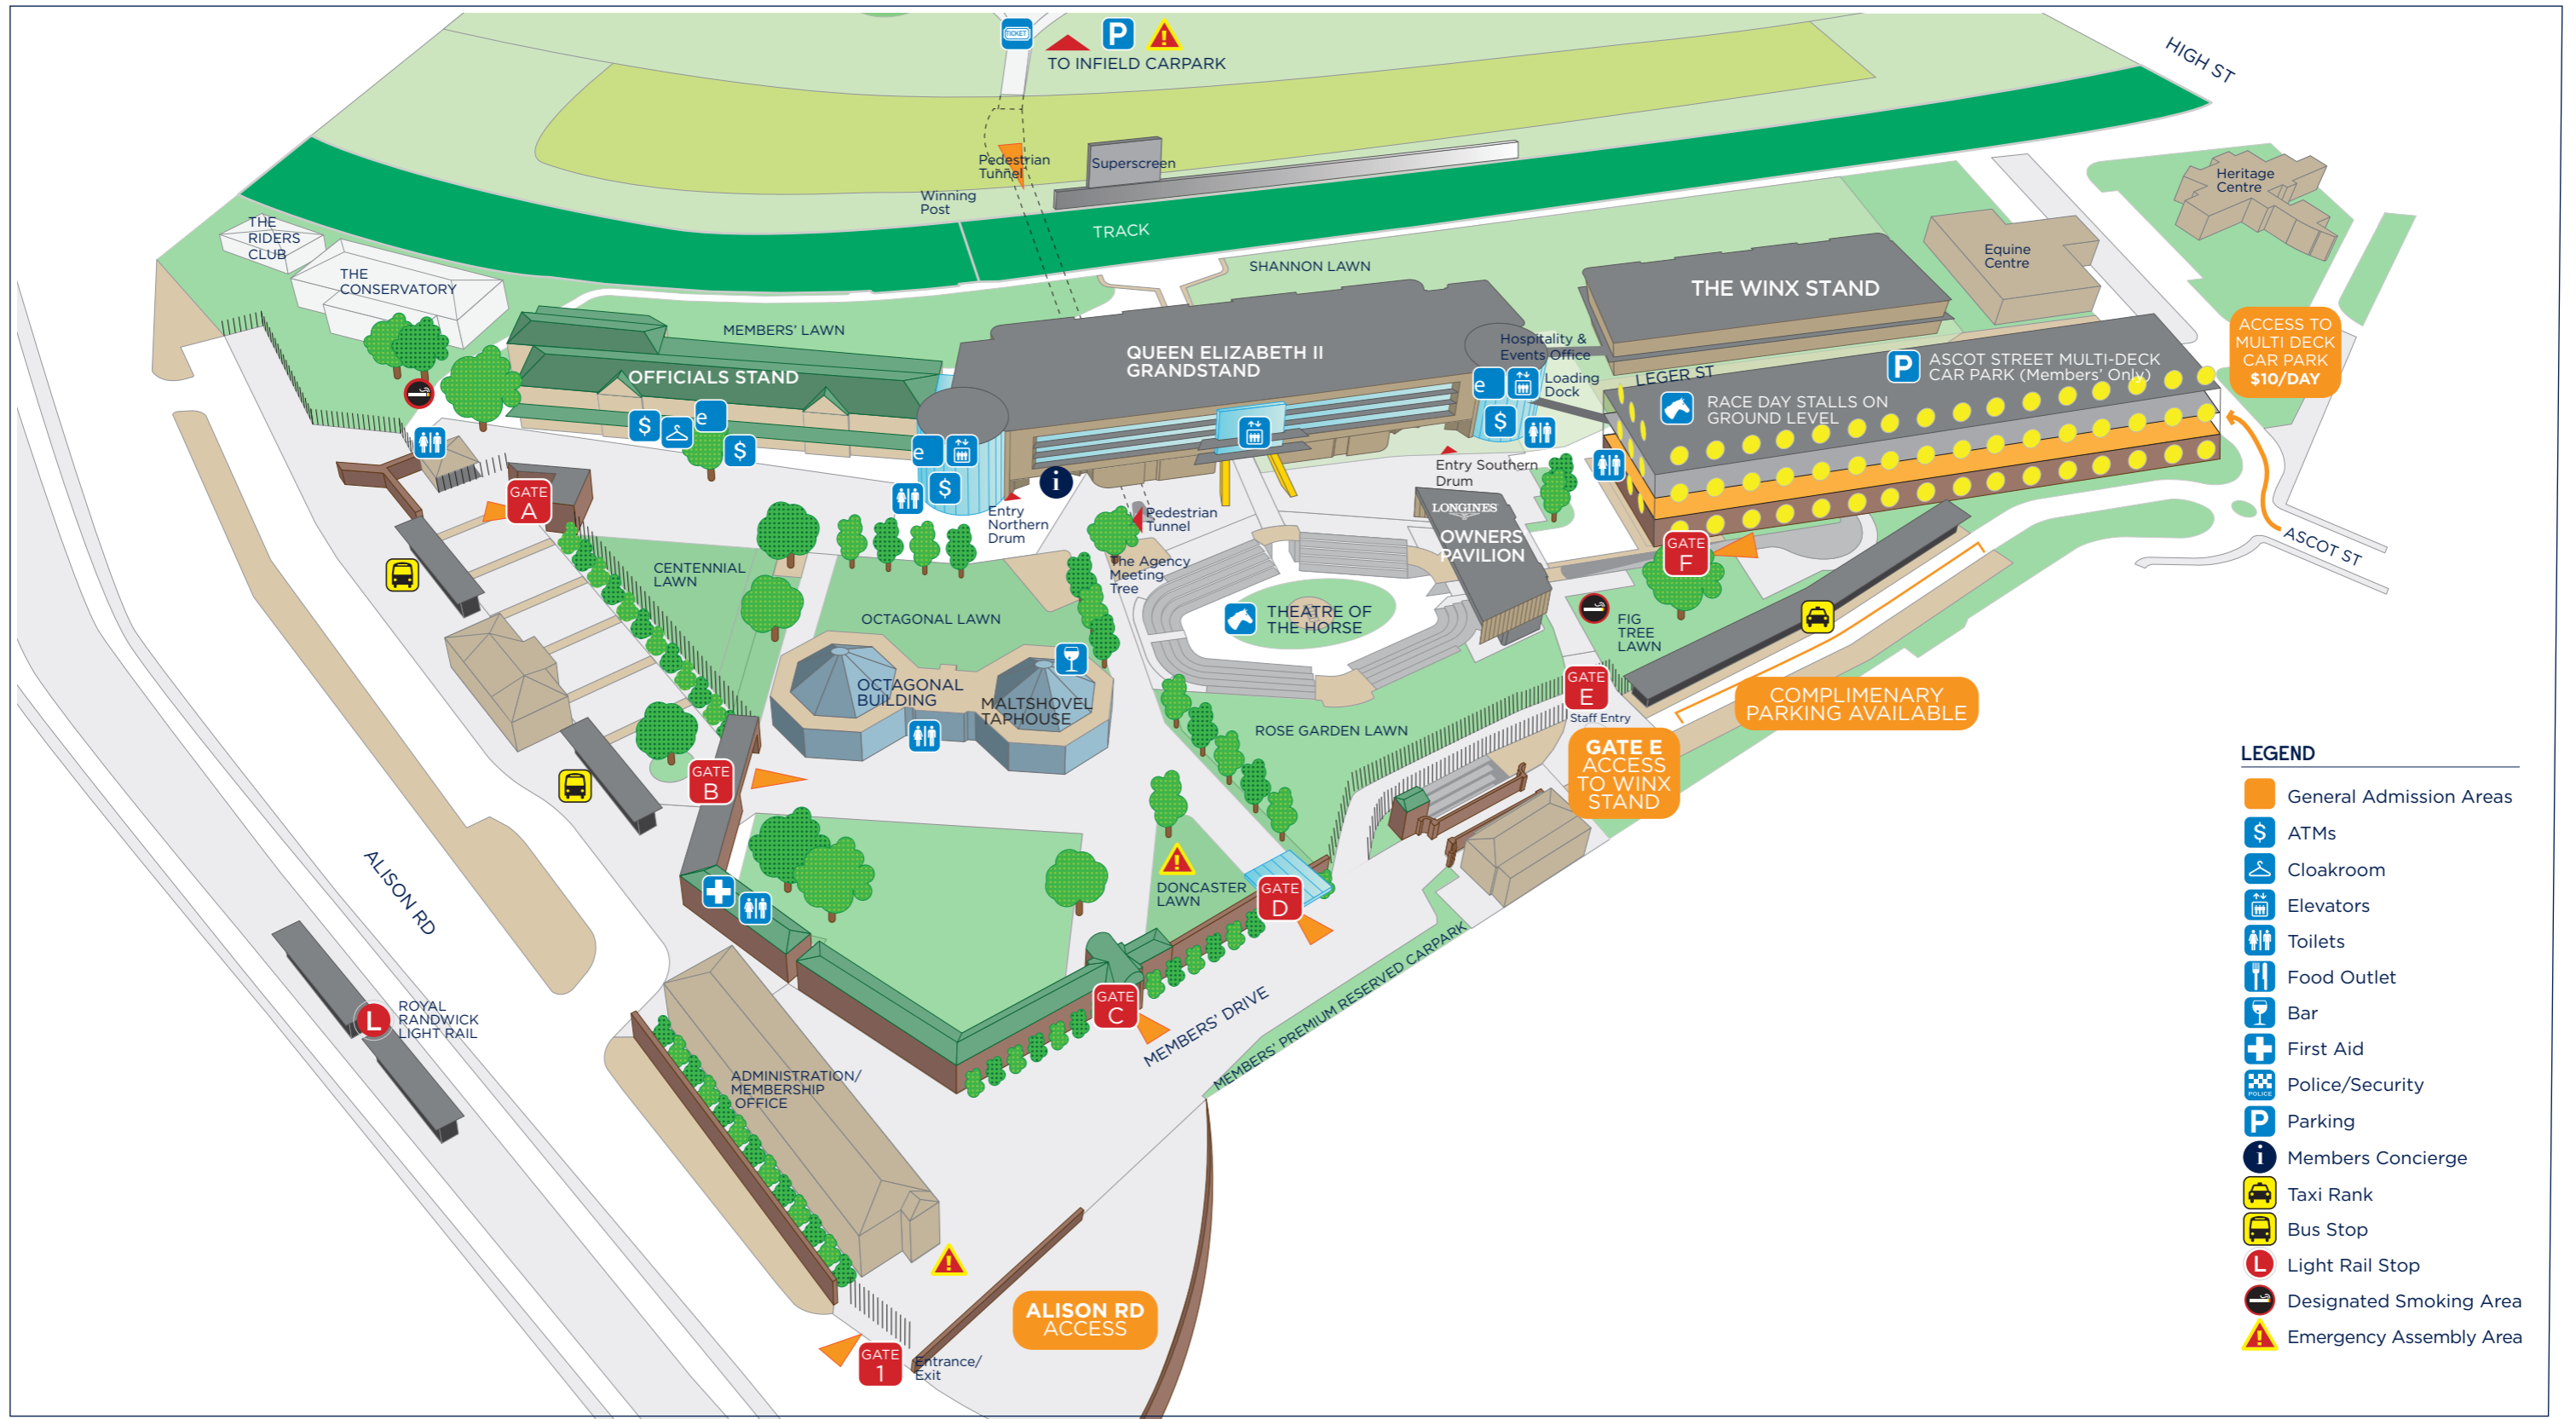 TICKET
P
TO INFIELD CARPARK
HIGH ST
Pedestrian
Tunnel
Superscreen
Winning
Post
TRACK
Heritage
Centre
THE
RIDERS
CLUB
THE
CONSERVATORY
SHANNON LAWN
Equine
Centre
THE WINX STAND
MEMBERS' LAWN
OFFICIALS STAND
QUEEN ELIZABETH II
GRANDSTAND
Hospitality &
Events Office
Loading
Dock
LEGER ST
P
ASCOT STREET MULTI-DECK
CAR PARK (Members' Only)
RACE DAY STALLS ON
GROUND LEVEL
ACCESS TO
MULTI DECK
CAR PARK
$10/DAY
ASCOT ST
$
e
$
e
$
e
$
i
GATE
A
Entry
Northern
Drum
Pedestrian
Tunnel
Entry Southern
Drum
LONGINES
OWNERS
PAVILION
GATE
F
CENTENNIAL
LAWN
OCTAGONAL LAWN
The Agency
Meeting
Tree
THEATRE OF
THE HORSE
FIG
TREE
LAWN
OCTAGONAL
BUILDING
MALTSHOVEL
TAPHOUSE
GATE
E
Staff Entry
COMPLIMENARY
PARKING AVAILABLE
ROSE GARDEN LAWN
GATE E
ACCESS
TO WINX
STAND
GATE
B
DONCASTER
LAWN
GATE
D
ALISON RD
MEMBERS' PREMIUM RESERVED CARPARK
MEMBERS' DRIVE
GATE
C
L
ROYAL
RANDWICK
LIGHT RAIL
ADMINISTRATION/
MEMBERSHIP
OFFICE
ALISON RD
ACCESS
GATE
1
Entrance/
Exit
LEGEND
General Admission Areas
$ ATMs
Cloakroom
Elevators
Toilets
Food Outlet
Bar
First Aid
POLICE Police/Security
P Parking
i Members Concierge
Taxi Rank
Bus Stop
L Light Rail Stop
Designated Smoking Area
Emergency Assembly Area